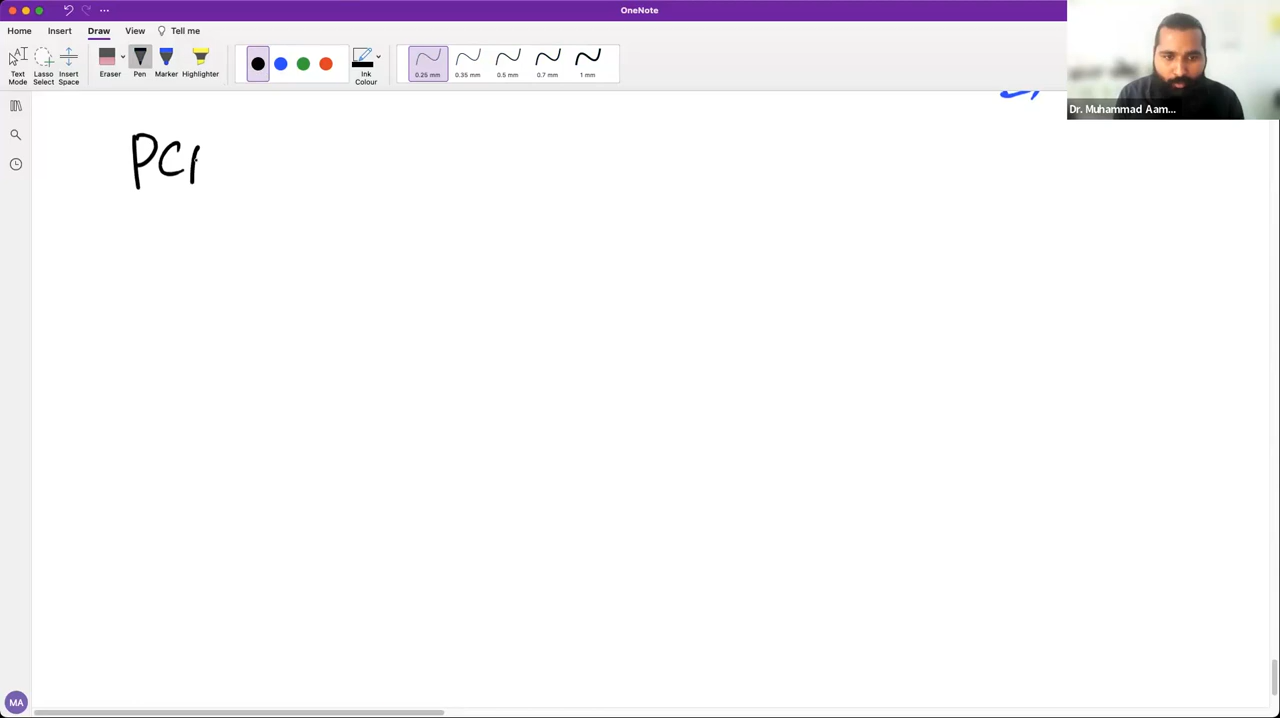 OneNote
Home Insert Draw View Tell me
Text Mode
Lasso Select
Insert Space
Eraser
Pen
Marker
Highlighter
Ink Colour
0.25 mm
0.35 mm
0.5 mm
0.7 mm
1 mm
Dr. Muhammad Aam...
PCI
MA